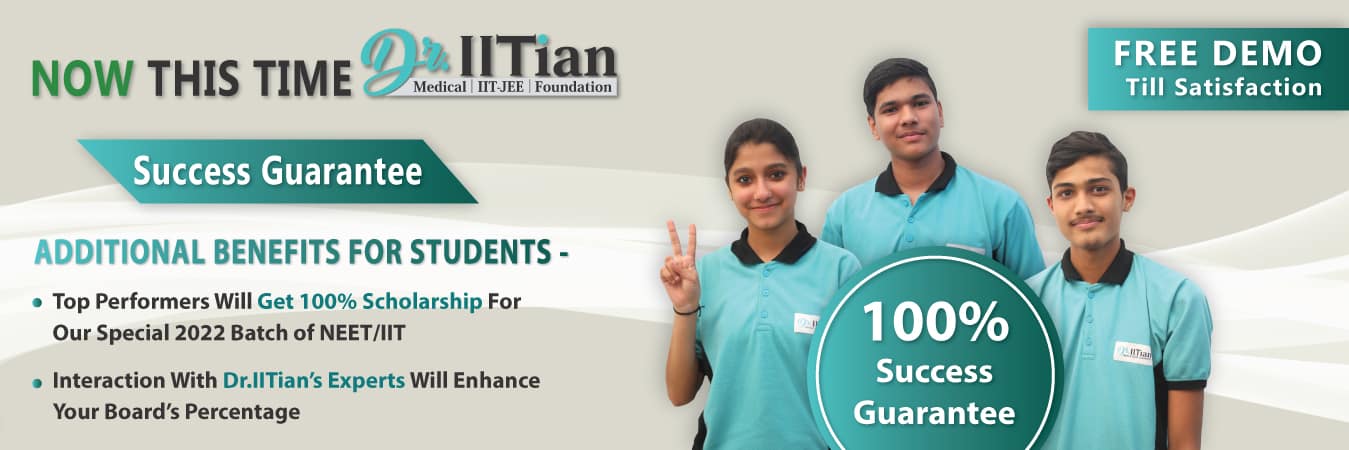 NOW THIS TIME Dr. IITian
Medical | IIT-JEE | Foundation
FREE DEMO
Till Satisfaction
Success Guarantee
ADDITIONAL BENEFITS FOR STUDENTS -
• Top Performers Will Get 100% Scholarship For
Our Special 2022 Batch of NEET/IIT
• Interaction With Dr.IITian's Experts Will Enhance
Your Board's Percentage
100%
Success
Guarantee
Dr.IITian